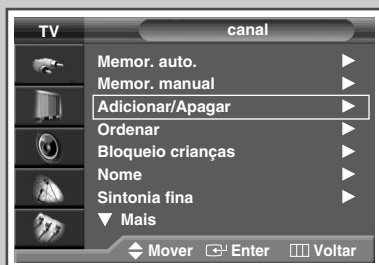 TV canal
Memor. auto.
Memor. manual
Adicionar/Apagar
Ordenar
Bloqueio crianças
Nome
Sintonia fina
▼ Mais
Mover Enter Voltar